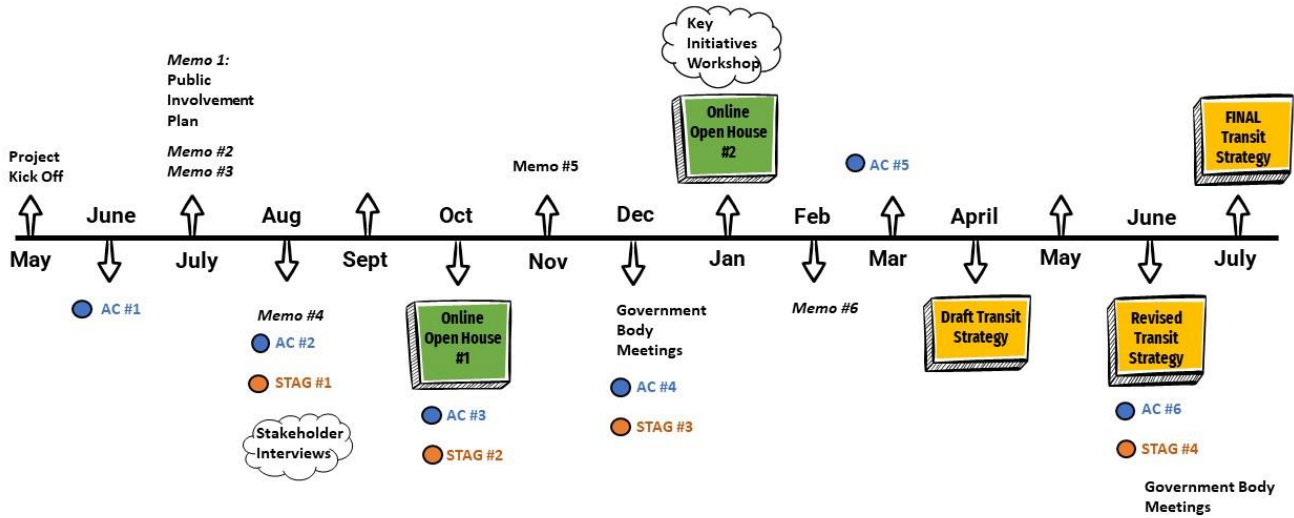 Key
Initiatives
Workshop
Memo 1:
Public
Involvement
Plan
Memo #2
Memo #3
Project
Kick Off
Memo #5
Online
Open House
#2
AC #5
FINAL
Transit
Strategy
June
Aug
Oct
Dec
Feb
April
June
May
July
Sept
Nov
Jan
Mar
May
July
AC #1
Memo #4
AC #2
STAG #1
Stakeholder
Interviews
Online
Open House
#1
AC #3
STAG #2
Government
Body
Meetings
AC #4
STAG #3
Memo #6
Draft Transit
Strategy
Revised
Transit
Strategy
AC #6
STAG #4
Government Body
Meetings